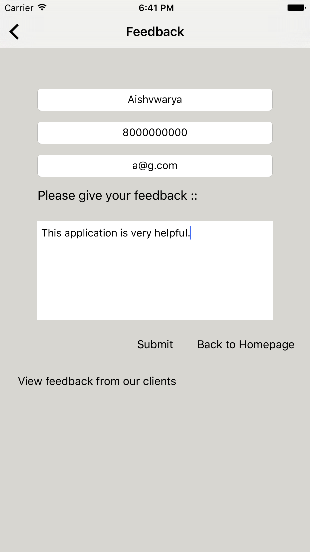 Carrier 6:41 PM
Feedback
Aishvwarya
8000000000
a@g.com
Please give your feedback ::
This application is very helpful.
Submit Back to Homepage
View feedback from our clients